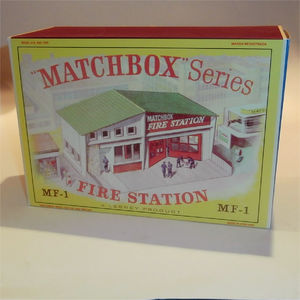 "MATCHBOX" Series
MATCHBOX
FIRE STATION
MF-1
FIRE STATION
MF-1
A LESNEY PRODUCT